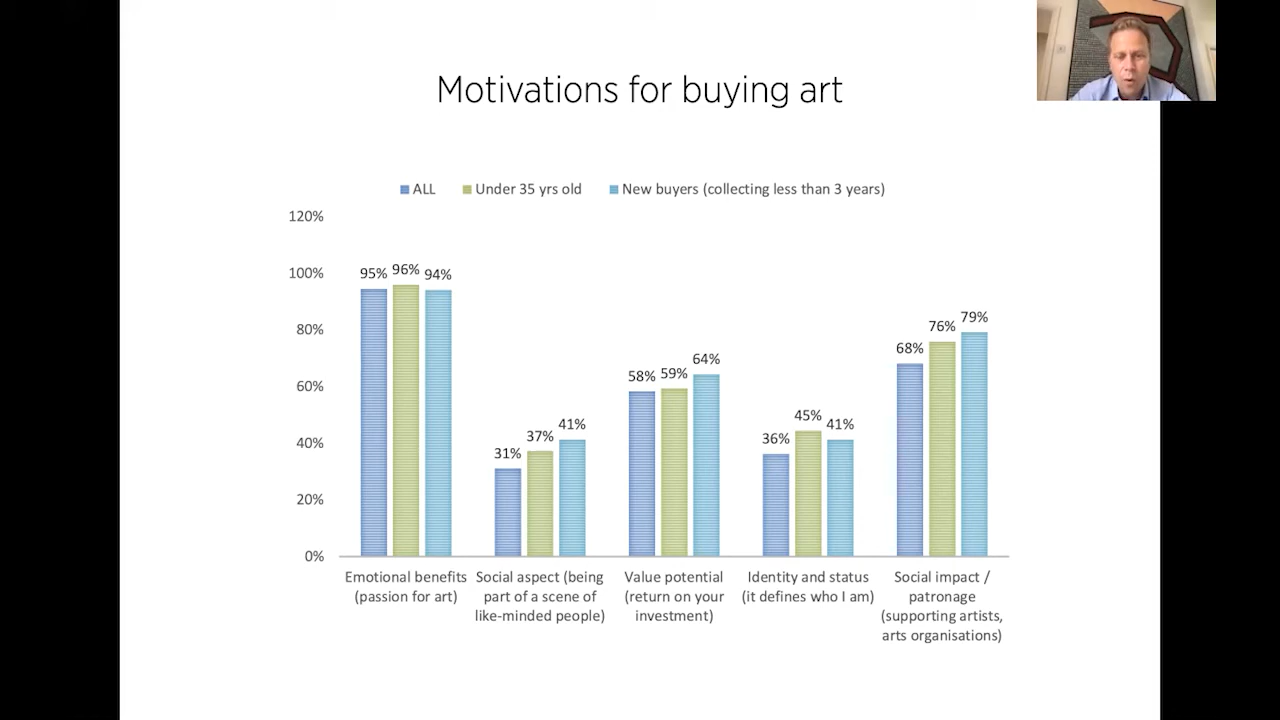 Motivations for buying art
ALL Under 35 yrs old New buyers (collecting less than 3 years)
120%
100%
80%
60%
40%
20%
0%
95% 96% 94%
31% 37% 41%
58% 59% 64%
36% 45% 41%
68% 76% 79%
Emotional benefits
(passion for art)
Social aspect (being
part of a scene of
like-minded people)
Value potential
(return on your
investment)
Identity and status
(it defines who I am)
Social impact /
patronage
(supporting artists,
arts organisations)